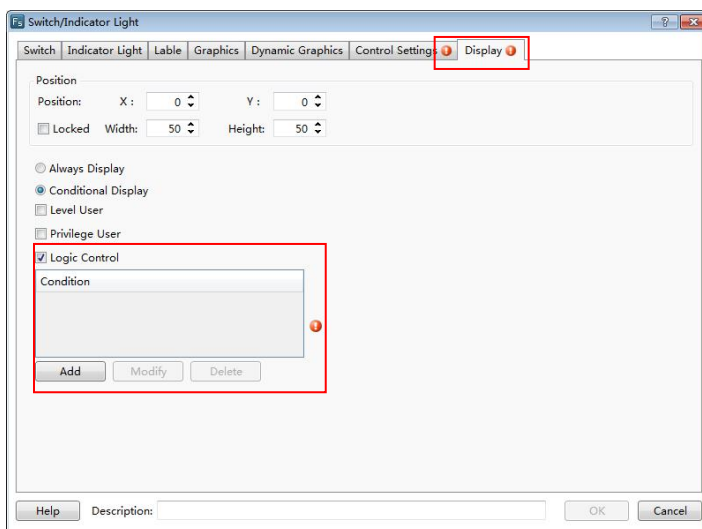 Fs Switch/Indicator Light ?
Switch Indicator Light Lable Graphics Dynamic Graphics Control Settings ! Display !
Position
Position: X : 0 Y : 0
Locked Width: 50 Height: 50
Always Display
Conditional Display
Level User
Privilege User
Logic Control
Condition
!
Add Modify Delete
Help Description: OK Cancel